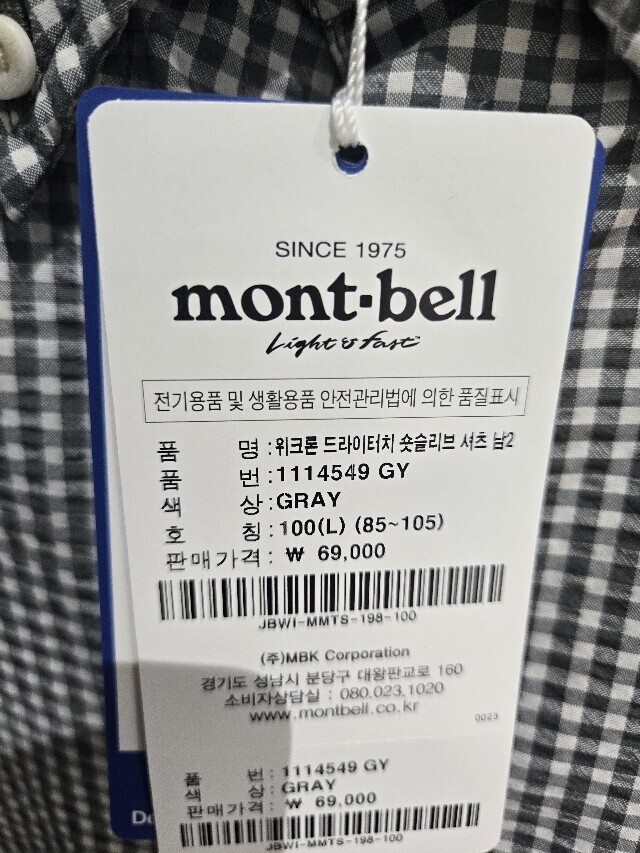 SINCE 1975
mont-bell
Light & fast
전기용품 및 생활용품 안전관리법에 의한 품질표시
품 명 : 위크론 드라이터치 숏슬리브 셔츠 남2
품 번 : 1114549 GY
색 상 : GRAY
호 칭 : 100(L) (85~105)
판매가격 : ₩ 69,000
JBWI-MMTS-198-100
(주)MBK Corporation
경기도 성남시 분당구 대왕판교로 160
소비자상담실 : 080.023.1020
www.montbell.co.kr
0023
품 번 : 1114549 GY
색 상 : GRAY
판매가격 : ₩ 69,000
JBWI-MMTS-198-100
De